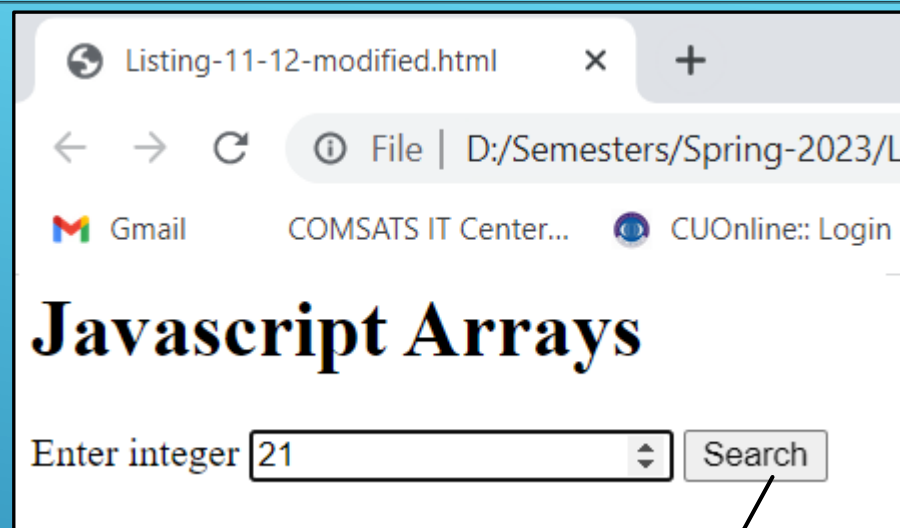 Listing-11-12-modified.html
File | D:/Semesters/Spring-2023/L
Gmail COMSATS IT Center... CUOnline:: Login
Javascript Arrays
Enter integer 21 Search